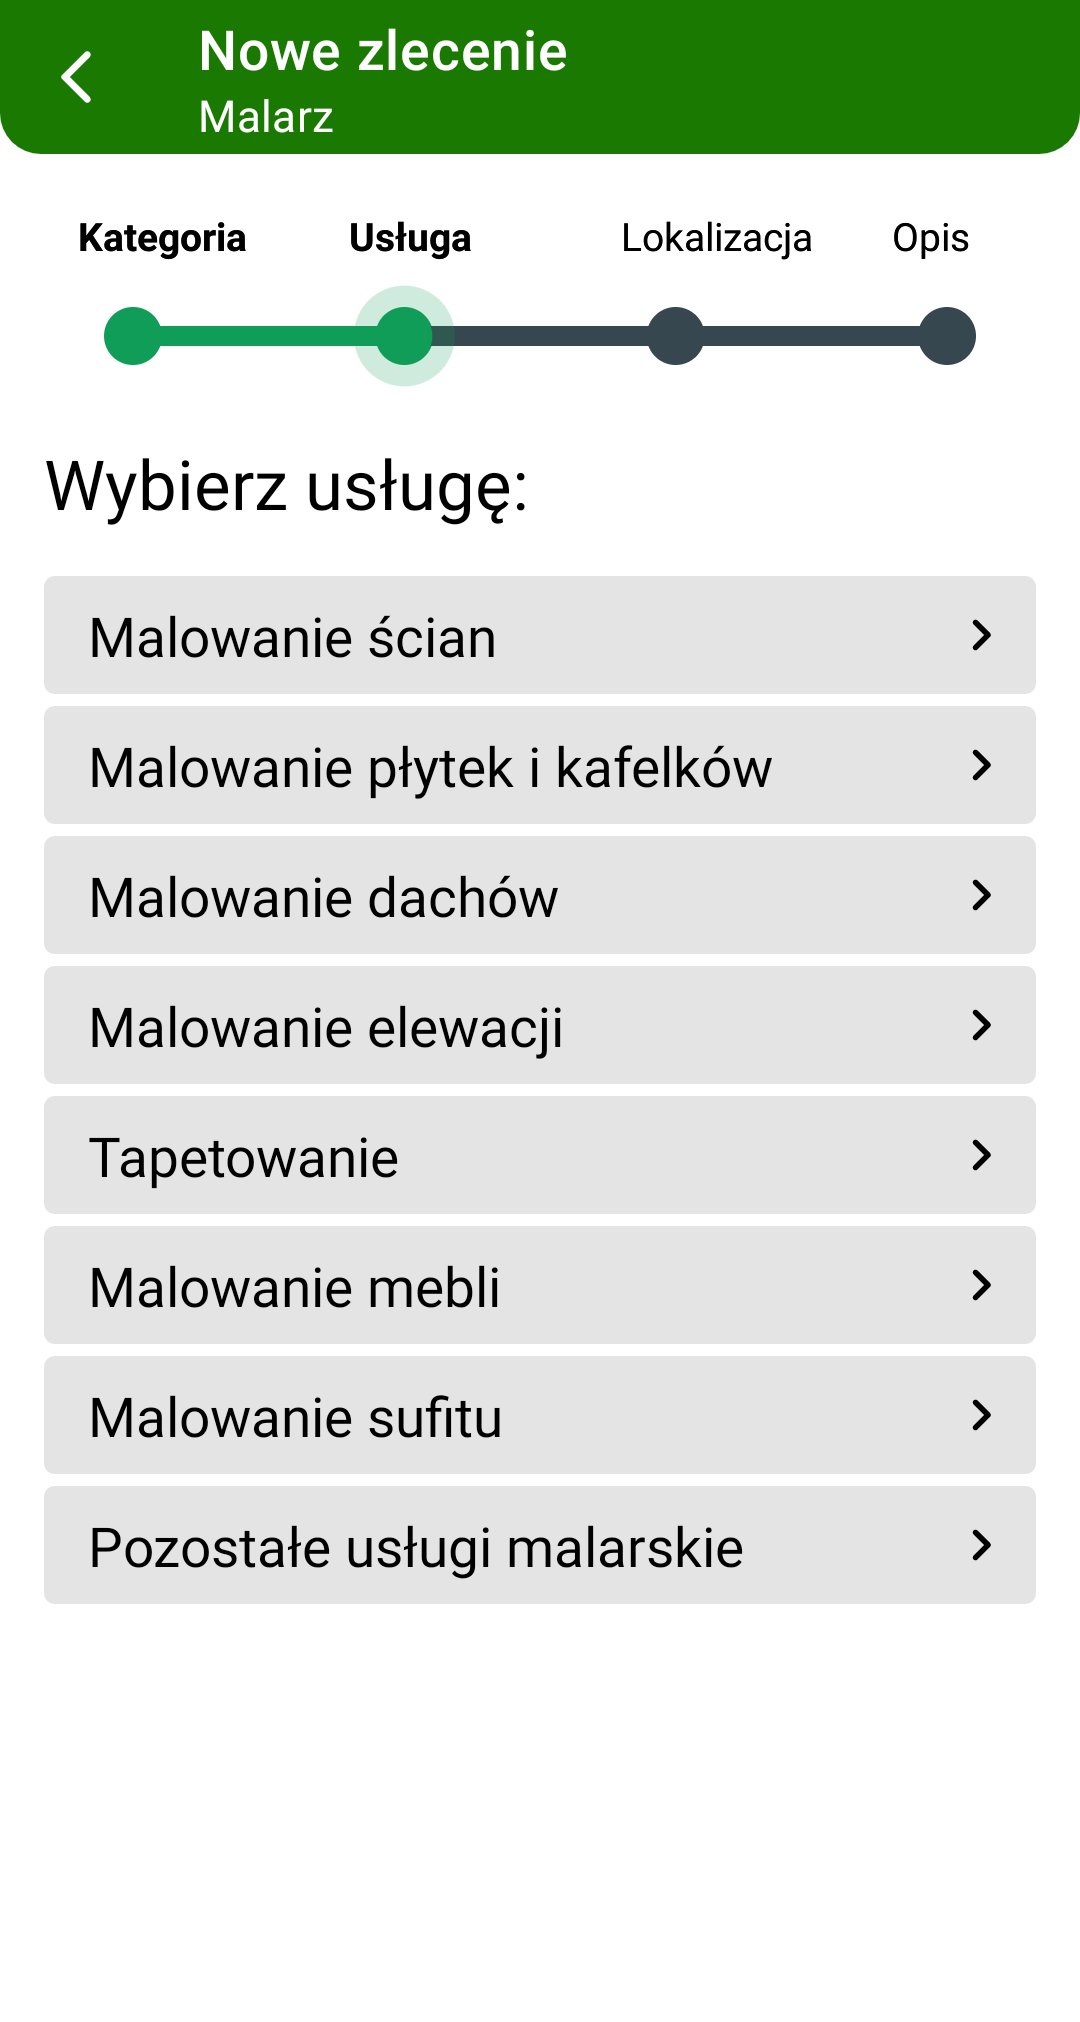 Nowe zlecenie
Malarz
Kategoria Usługa Lokalizacja Opis
Wybierz usługę:
Malowanie ścian
Malowanie płytek i kafelków
Malowanie dachów
Malowanie elewacji
Tapetowanie
Malowanie mebli
Malowanie sufitu
Pozostałe usługi malarskie